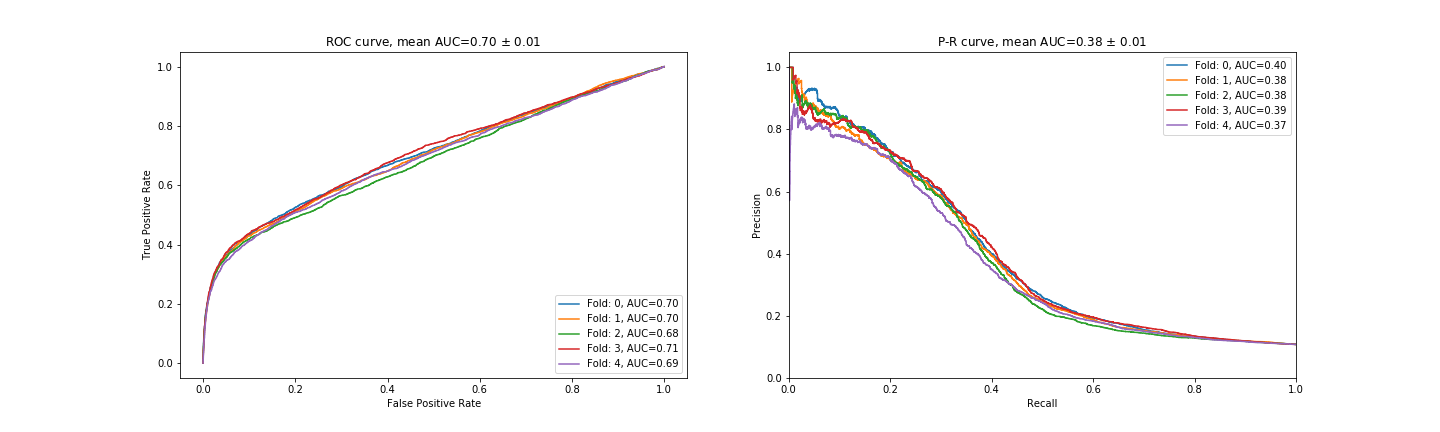 ROC curve, mean AUC=0.70 ± 0.01
True Positive Rate
1.0
0.8
0.6
0.4
0.2
0.0
0.0 0.2 0.4 0.6 0.8 1.0
False Positive Rate
Fold: 0, AUC=0.70
Fold: 1, AUC=0.70
Fold: 2, AUC=0.68
Fold: 3, AUC=0.71
Fold: 4, AUC=0.69
P-R curve, mean AUC=0.38 ± 0.01
Precision
1.0
0.8
0.6
0.4
0.2
0.0
0.0 0.2 0.4 0.6 0.8 1.0
Recall
Fold: 0, AUC=0.40
Fold: 1, AUC=0.38
Fold: 2, AUC=0.38
Fold: 3, AUC=0.39
Fold: 4, AUC=0.37